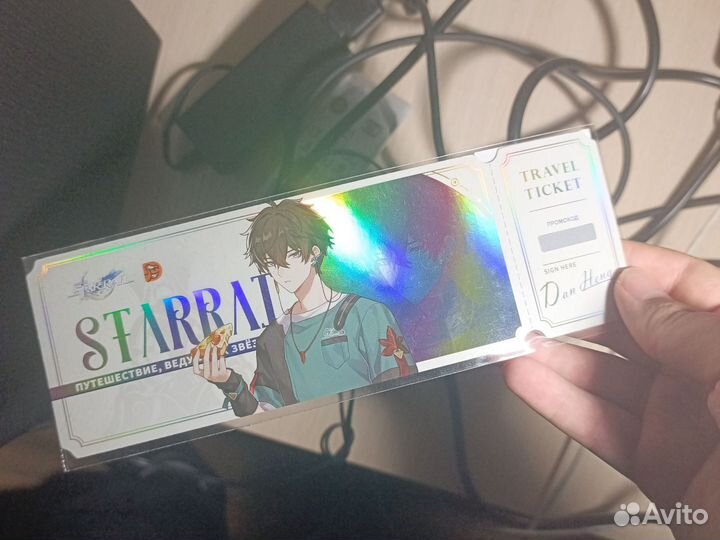 STARRAI
ПУТЕШЕСТВИЕ, ВЕДУ
К ЗВЁЗ
TRAVEL
TICKET
ПРОМОКОД
SIGN HERE
Dan Heng
Avito